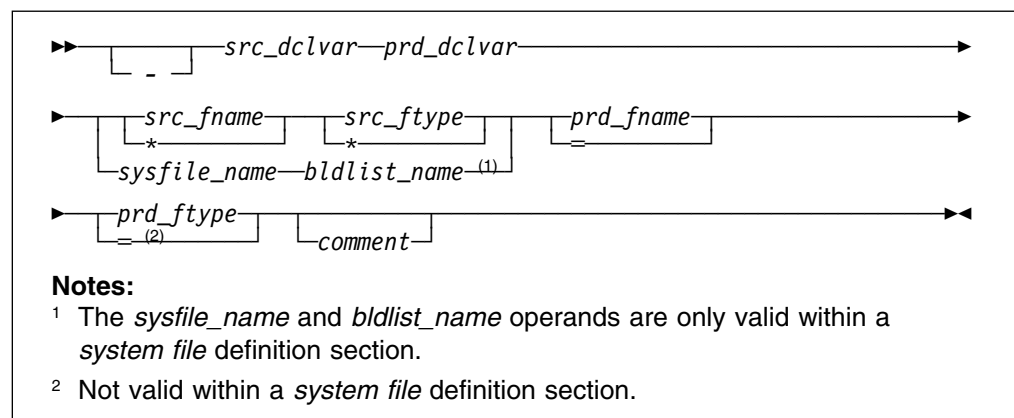 src_dclvar prd_dclvar
-
src_fname src_ftype prd_fname
* * =
sysfile_name bldlist_name (1)
prd_ftype
= (2) comment
Notes:
1 The sysfile_name and bldlist_name operands are only valid within a
system file definition section.
2 Not valid within a system file definition section.